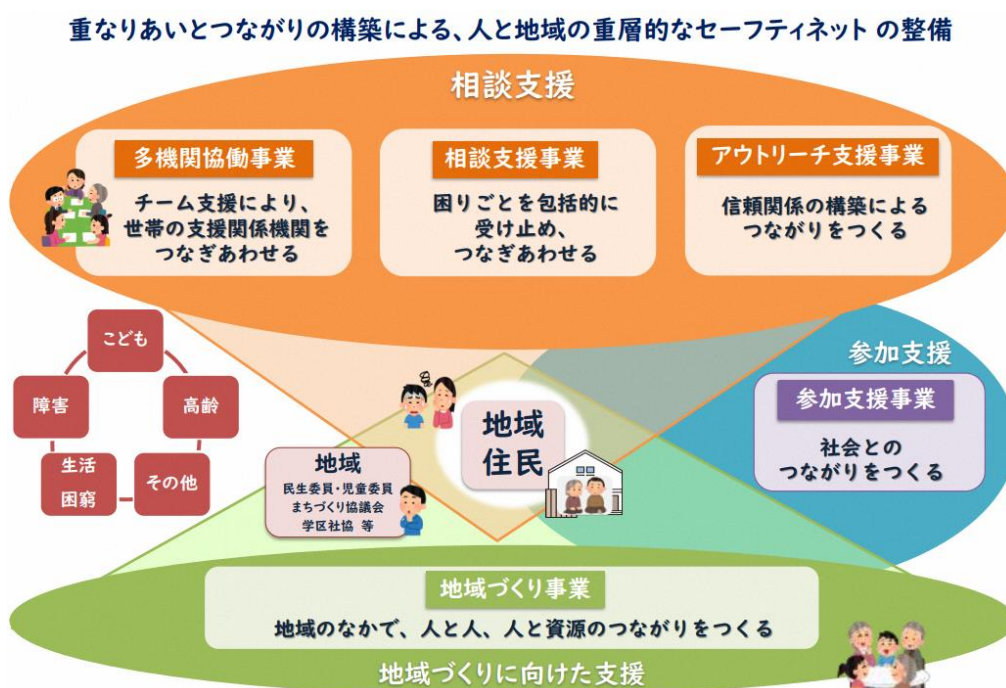 重なりあいとつながりの構築による、人と地域の重層的なセーフティネット の整備
相談支援
多機関協働事業
チーム支援により、
世帯の支援関係機関を
つなぎあわせる
相談支援事業
困りごとを包括的に
受け止め、
つなぎあわせる
アウトリーチ支援事業
信頼関係の構築による
つながりをつくる
こども
障害
高齢
生活
困窮
その他
地域
住民
地域
民生委員・児童委員
まちづくり協議会
学区社協 等
参加支援
参加支援事業
社会との
つながりをつくる
地域づくり事業
地域のなかで、人と人、人と資源のつながりをつくる
地域づくりに向けた支援